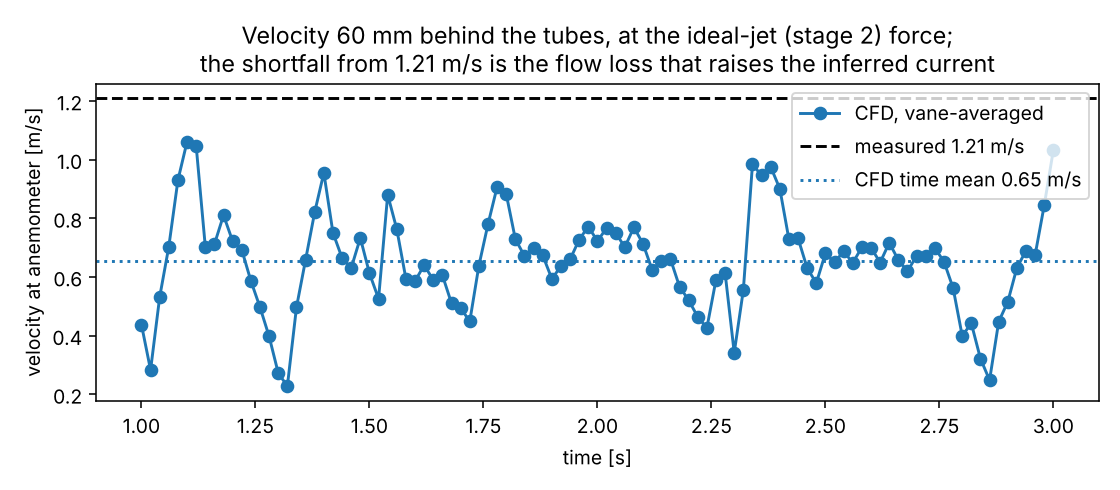 Velocity 60 mm behind the tubes, at the ideal-jet (stage 2) force;
the shortfall from 1.21 m/s is the flow loss that raises the inferred current
velocity at anemometer [m/s]
1.2
1.0
0.8
0.6
0.4
0.2
CFD, vane-averaged
measured 1.21 m/s
CFD time mean 0.65 m/s
1.00
1.25
1.50
1.75
2.00
2.25
2.50
2.75
3.00
time [s]